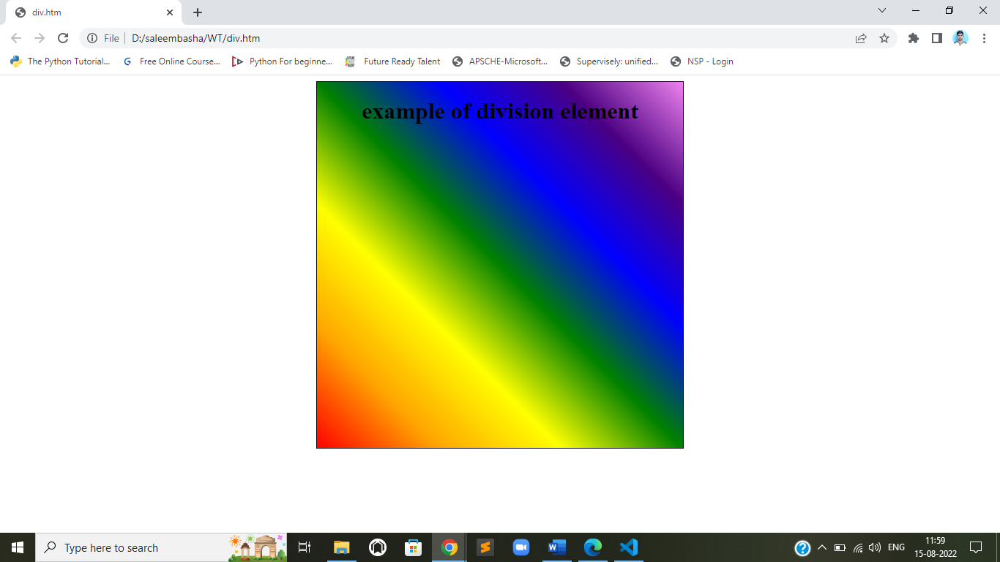 div.htm
File D:/saleembasha/WT/div.htm
The Python Tutorial... Free Online Course... Python For beginne... Future Ready Talent APSCHE-Microsoft... Supervisely: unified... NSP - Login
example of division element
Type here to search
ENG
11:59
15-08-2022